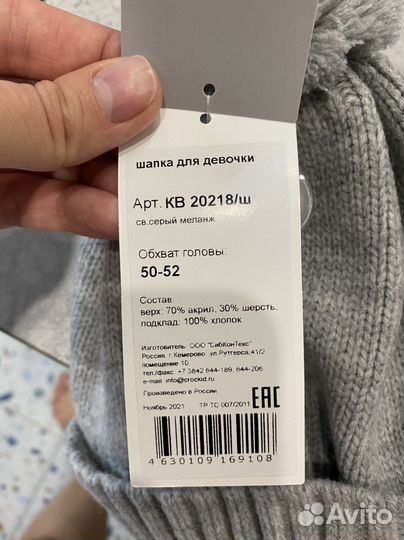 шапка для девочки
Арт. КВ 20218/ш
св.серый меланж
Обхват головы:
50-52
Состав
верх: 70% акрил, 30% шерсть,
подклад: 100% хлопок
Изготовитель: ООО "СибКонТекс"
Россия, г.Кемерово, ул.Рутгерса,41/2
помещение 10
тел./факс +7 3842 644-189, 644-206
e-mail info@crockid.ru
Произведено в России
Ноябрь 2021 ТР ТС 007/2011
ЕАС
4 630109 169108
Avito